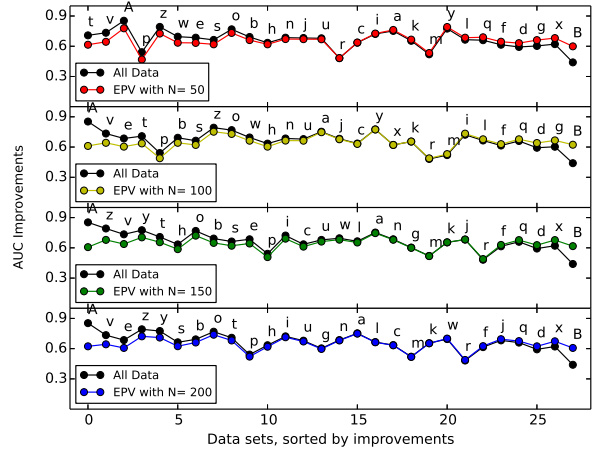 0.9
0.6
0.3
t v A p z w e s o b h n j u r c i a k m y l q f d g x B
All Data
EPV with N= 50
0.9
0.6
0.3
A v e t p b s z o w h n u a j c y x k r m i l f q d g B
All Data
EPV with N= 100
0.9
0.6
0.3
A z v y t h o b s e p i c u w l a n g m k j r f q d x B
All Data
EPV with N= 150
0.9
0.6
0.3
A v e z y s b o t p h i u n j a l c m k w r f q d x B
All Data
EPV with N= 200
0 5 10 15 20 25
Data sets, sorted by improvements
AUC Improvements